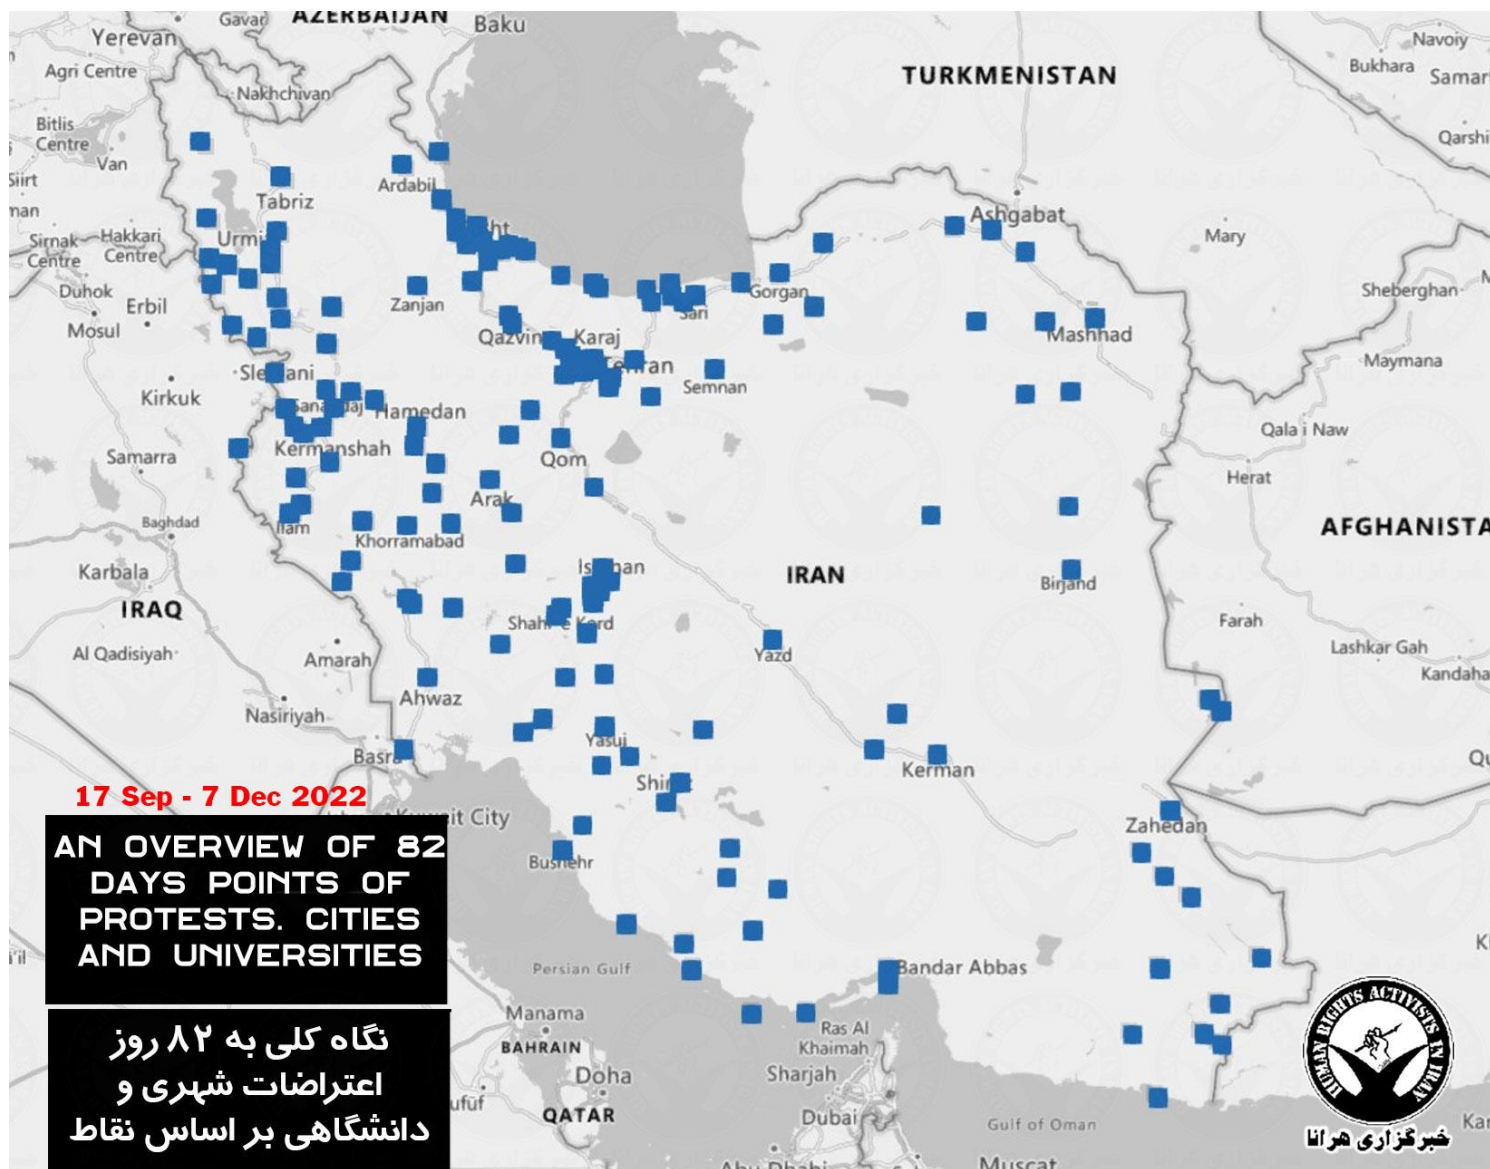 AZERBAIJAN
Gavar
Baku
Yerevan
Navoiy
Bukhara
Agri Centre
TURKMENISTAN
Nakhchivan
Bitlis
Centre
Van
Ardabil
Tabriz
Ashgabat
Mary
Sirnak
Centre
Hakkari
Centre
Duhok
Erbil
Mosul
Zanjan
Gorgan
Sari
Sheberghan
Qazvin
Karaj
Mashhad
Maymana
Semnan
Kirkuk
Hamedan
Kermanshah
Qala i Naw
Samarra
Qom
Herat
Arak
Baghdad
Ilam
Khorramabad
AFGHANISTA
Karbala
IRAN
Birjand
IRAQ
Farah
Al Qadisiyah
Amarah
Yazd
Lashkar Gah
Kandaha
Ahwaz
Nasiriyah
Yasuj
Kerman
17 Sep - 7 Dec 2022
Zahedan
AN OVERVIEW OF 82
DAYS POINTS OF
PROTESTS. CITIES
AND UNIVERSITIES
Persian Gulf
Bandar Abbas
نگاه کلی به ۸۲ روز
اعتراضات شهری و
دانشگاهی بر اساس نقاط
Manama
BAHRAIN
Ras Al
Khaimah
Doha
Sharjah
QATAR
Dubai
Gulf of Oman
Abu Dhabi
Muscat
HUMAN RIGHTS ACTIVISTS IN IRAN
خبرگزاری هرانا